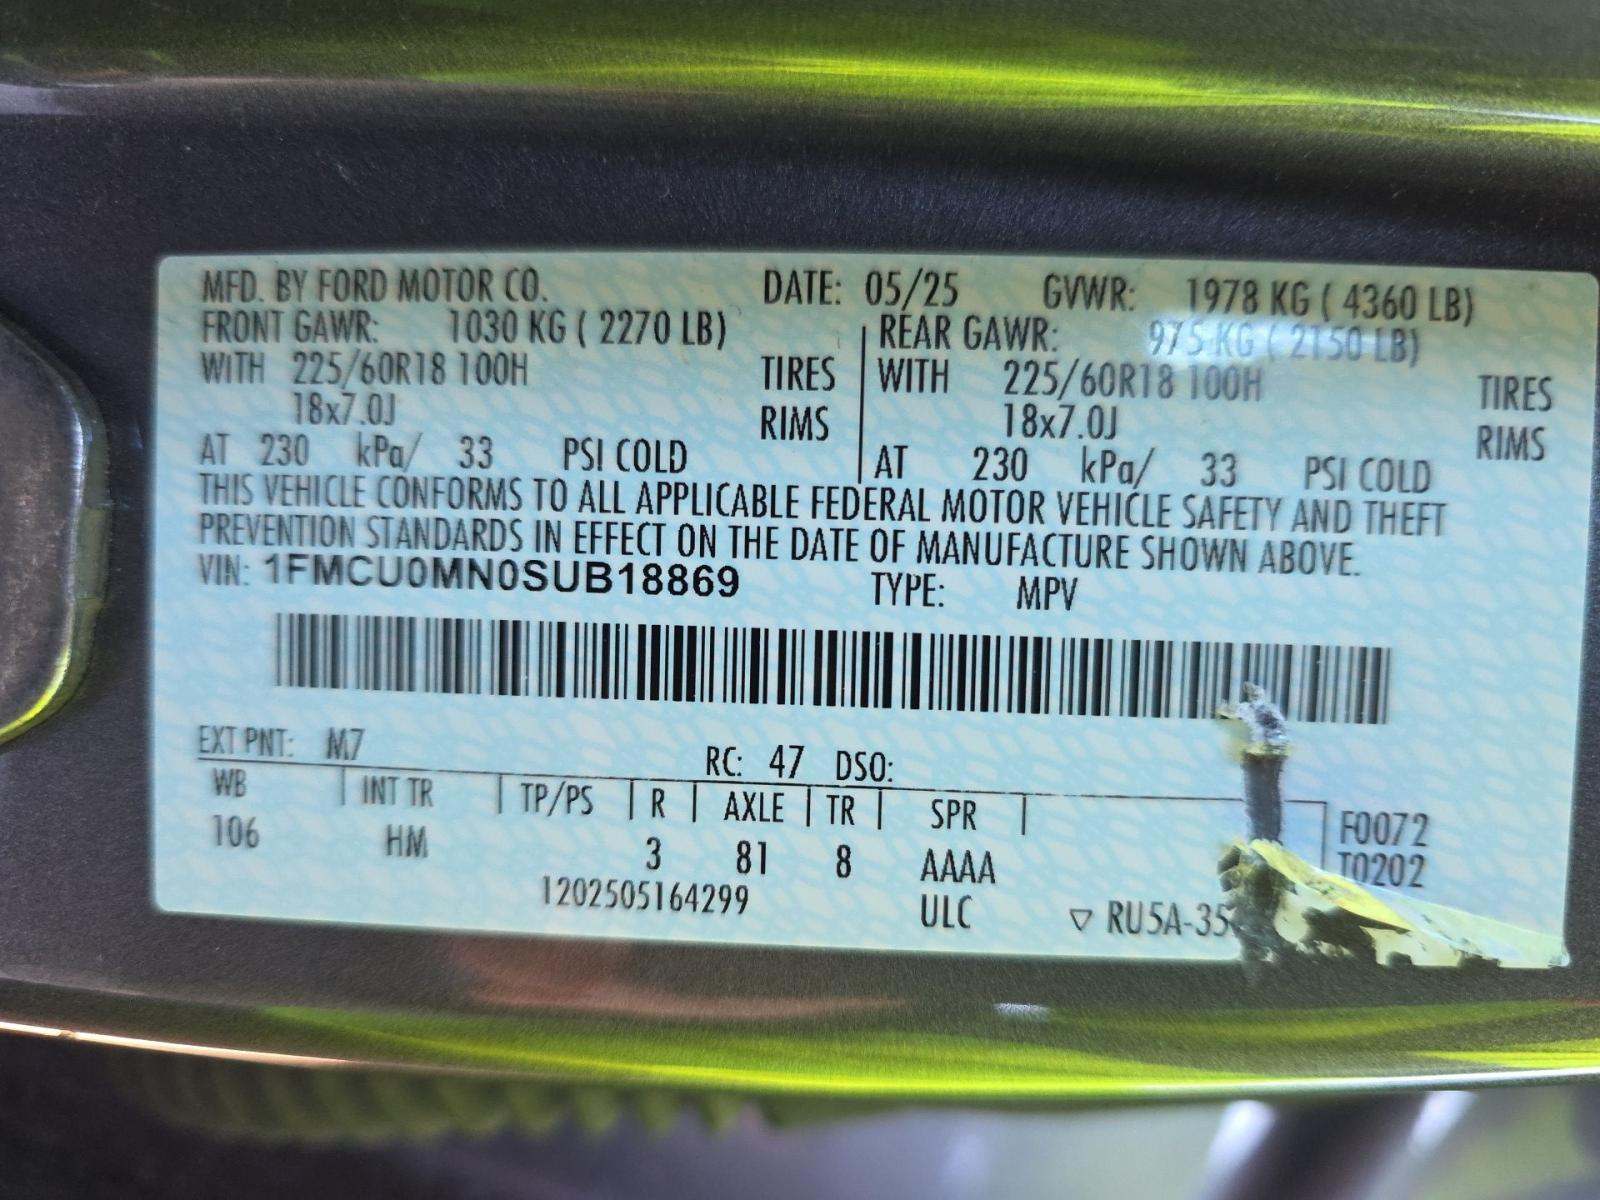 MFD. BY FORD MOTOR CO. DATE: 05/25 GVWR: 1978 KG ( 4360 LB)
FRONT GAWR: 1030 KG ( 2270 LB) REAR GAWR: 975 KG ( 2150 LB)
WITH 225/60R18 100H TIRES WITH 225/60R18 100H TIRES
18x7.0J RIMS 18x7.0J RIMS
AT 230 kPa/ 33 PSI COLD AT 230 kPa/ 33 PSI COLD
THIS VEHICLE CONFORMS TO ALL APPLICABLE FEDERAL MOTOR VEHICLE SAFETY AND THEFT
PREVENTION STANDARDS IN EFFECT ON THE DATE OF MANUFACTURE SHOWN ABOVE.
VIN: 1FMCU0MN0SUB18869 TYPE: MPV
EXT PNT: M7 RC: 47 DSO:
WB INT TR TP/PS R AXLE TR SPR F0072
106 HM 3 81 8 AAAA T0202
1202505164299 ULC ▽ RU5A-35